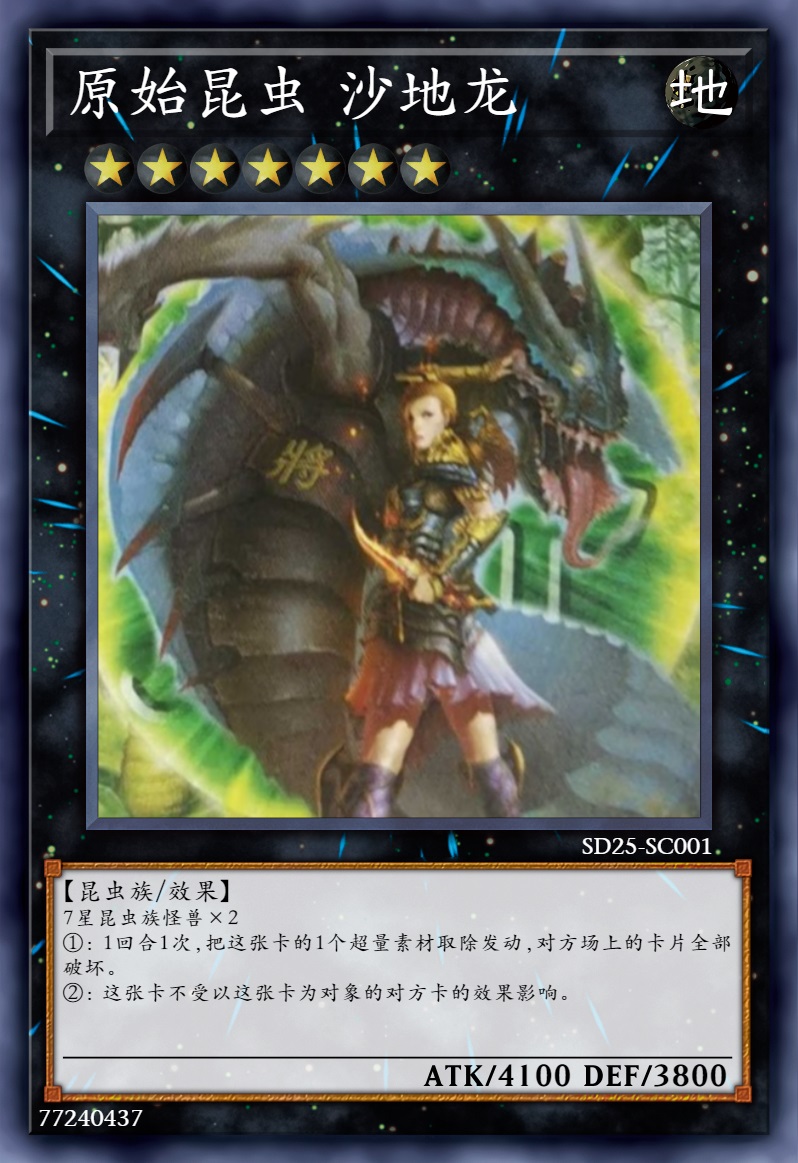 原始昆虫 沙地龙
地
將
SD25-SC001
【昆虫族/效果】
7星昆虫族怪兽×2
①：1回合1次,把这张卡的1个超量素材取除发动,对方场上的卡片全部
破坏。
②：这张卡不受以这张卡为对象的对方卡的效果影响。
ATK/4100 DEF/3800
77240437